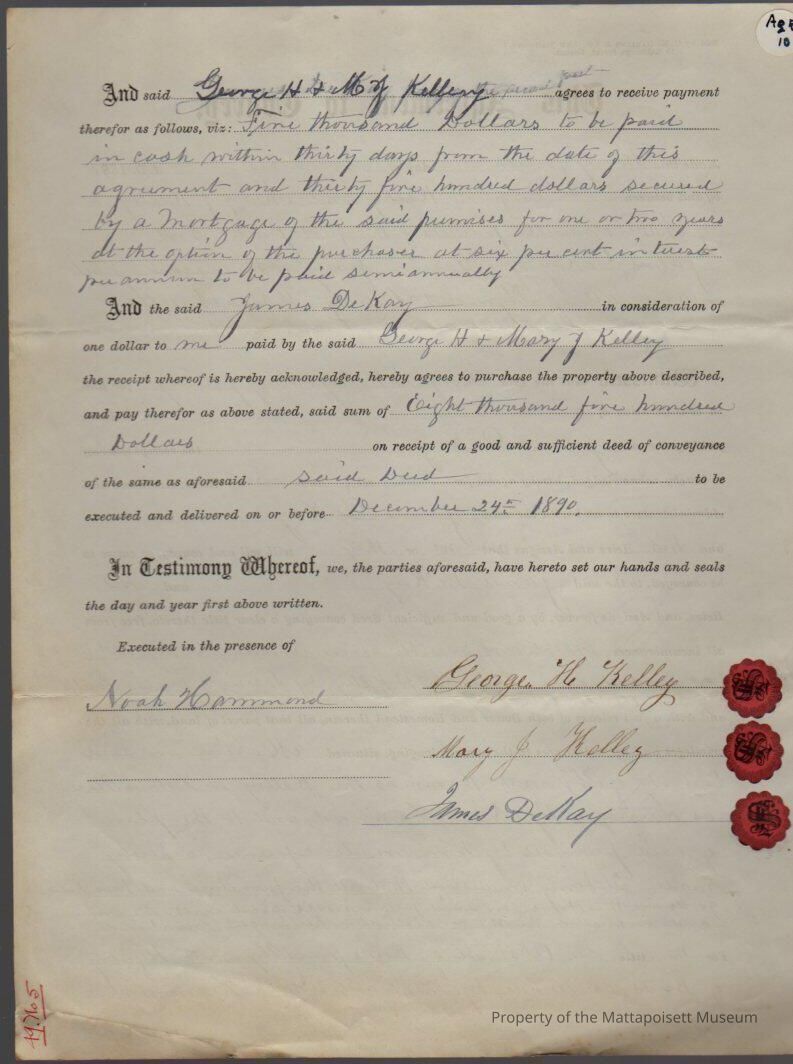 Ag
10
And said George H & M J Kelley agrees to receive payment
therefor as follows, viz: Five thousand Dollars to be paid
in cash within thirty days from the date of this
agreement and thirty five hundred dollars secured
by a Mortgage of the said premises for one or two years
at the option of the purchaser at six per cent interest
per annum to be paid semiannually
And the said James DeKay in consideration of
one dollar to me paid by the said George H & Mary J Kelley
the receipt whereof is hereby acknowledged, hereby agrees to purchase the property above described,
and pay therefor as above stated, said sum of Eight thousand five hundred
Dollars on receipt of a good and sufficient deed of conveyance
of the same as aforesaid said Deed to be
executed and delivered on or before December 24th 1890.
In Testimony Whereof, we, the parties aforesaid, have hereto set our hands and seals
the day and year first above written.
Executed in the presence of
Noah Hammond
George H Kelley
Mary J Kelley
James DeKay
Property of the Mattapoisett Museum